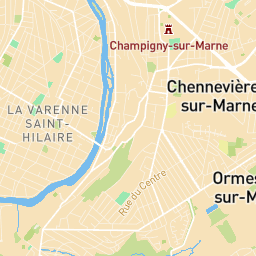 Champigny-sur-Marne
Chennevière
sur-Marne
LA VARENNE
SAINT-
HILAIRE
Ormes
sur-M
Rue du Centre